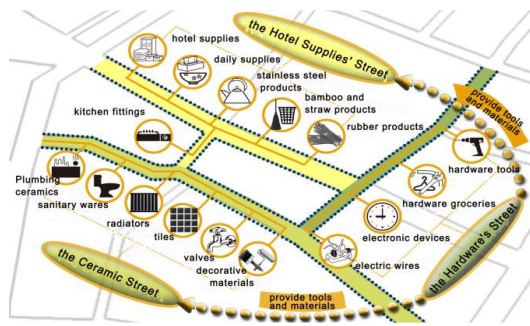 the Hotel Supplies' Street
hotel supplies
daily supplies
stainless steel
products
bamboo and
straw products
kitchen fittings
rubber products
provide tools
and materials
hardware tools
Plumbing
ceramics
sanitary wares
radiators
tiles
valves
decorative
materials
hardware groceries
electronic devices
electric wires
the Hardware's Street
the Ceramic Street
provide tools
and materials